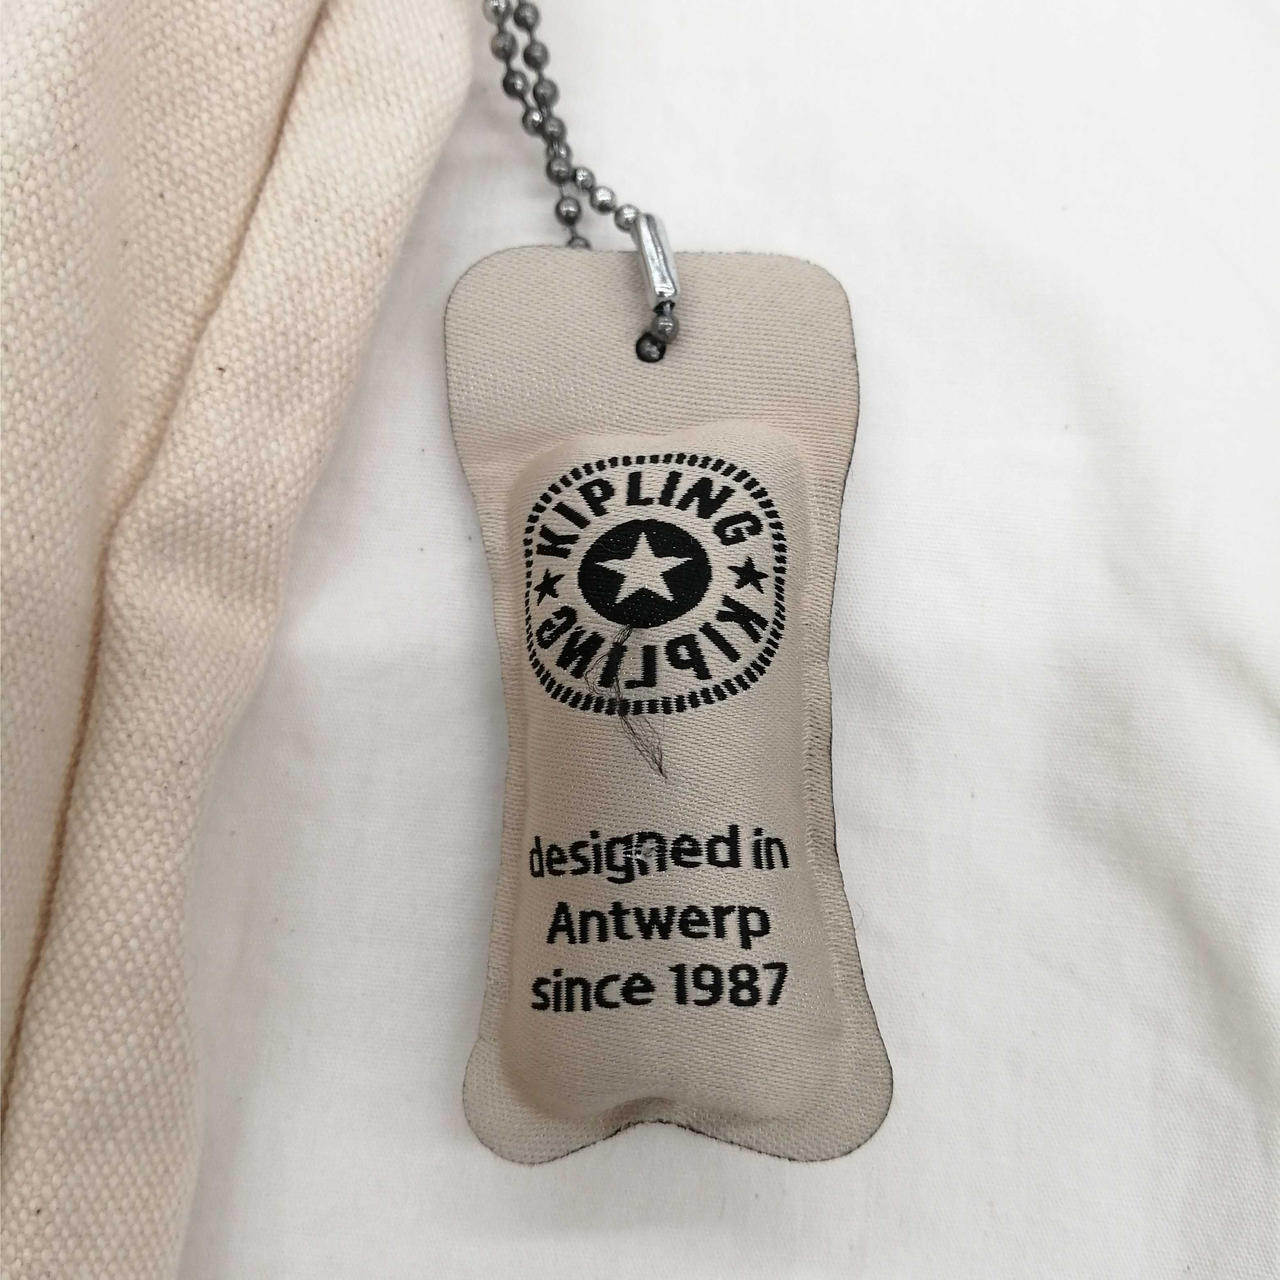 KIPLING
KIPLING
designed in
Antwerp
since 1987